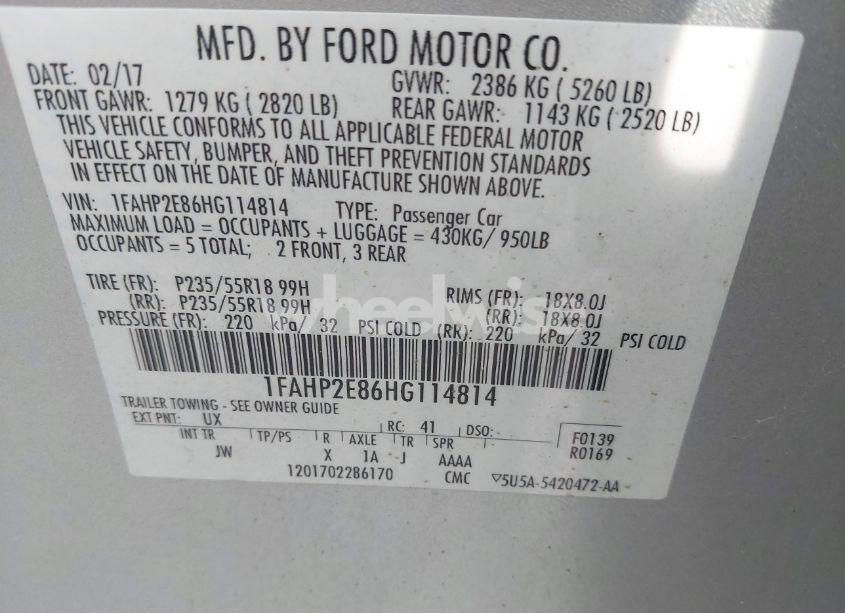 MFD. BY FORD MOTOR CO.
DATE: 02/17 GVWR: 2386 KG ( 5260 LB)
FRONT GAWR: 1279 KG ( 2820 LB) REAR GAWR: 1143 KG ( 2520 LB)
THIS VEHICLE CONFORMS TO ALL APPLICABLE FEDERAL MOTOR
VEHICLE SAFETY, BUMPER, AND THEFT PREVENTION STANDARDS
IN EFFECT ON THE DATE OF MANUFACTURE SHOWN ABOVE.
VIN: 1FAHP2E86HG114814 TYPE: Passenger Car
MAXIMUM LOAD = OCCUPANTS + LUGGAGE = 430KG/ 950LB
OCCUPANTS = 5 TOTAL; 2 FRONT, 3 REAR
TIRE (FR): P235/55R18 99H RIMS (FR): 18X8.0J
(RR): P235/55R18 99H (RR): 18X8.0J
PRESSURE (FR): 220 kPa/ 32 PSI COLD (RR): 220 kPa/ 32 PSI COLD
wheelwise
1FAHP2E86HG114814
TRAILER TOWING - SEE OWNER GUIDE
EXT PNT: UX RC: 41 DSO: F0139
INT TR TP/PS R AXLE TR SPR R0169
JW X 1A J AAAA
1201702286170 CMC ▽5U5A-5420472-AA